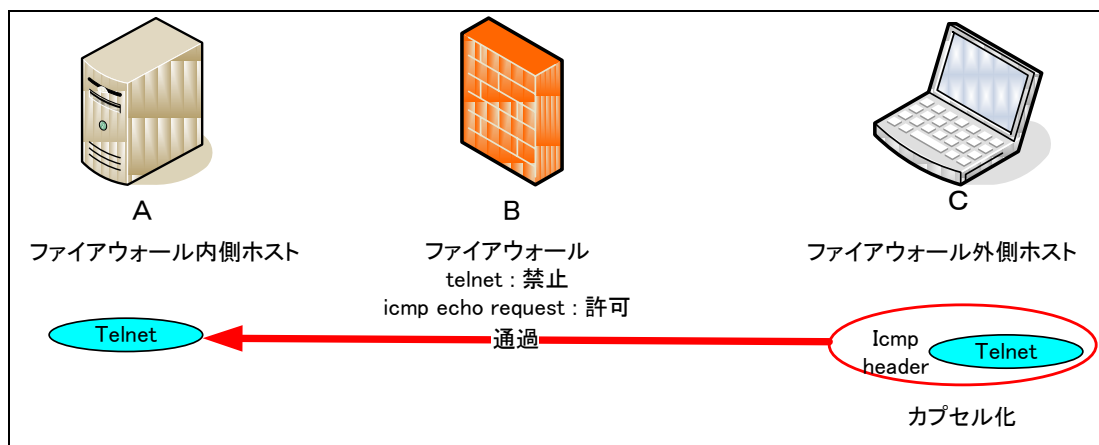 A
B
C
ファイアウォール内側ホスト
ファイアウォール
telnet : 禁止
icmp echo request : 許可
ファイアウォール外側ホスト
Telnet
通過
Icmp
header
Telnet
カプセル化